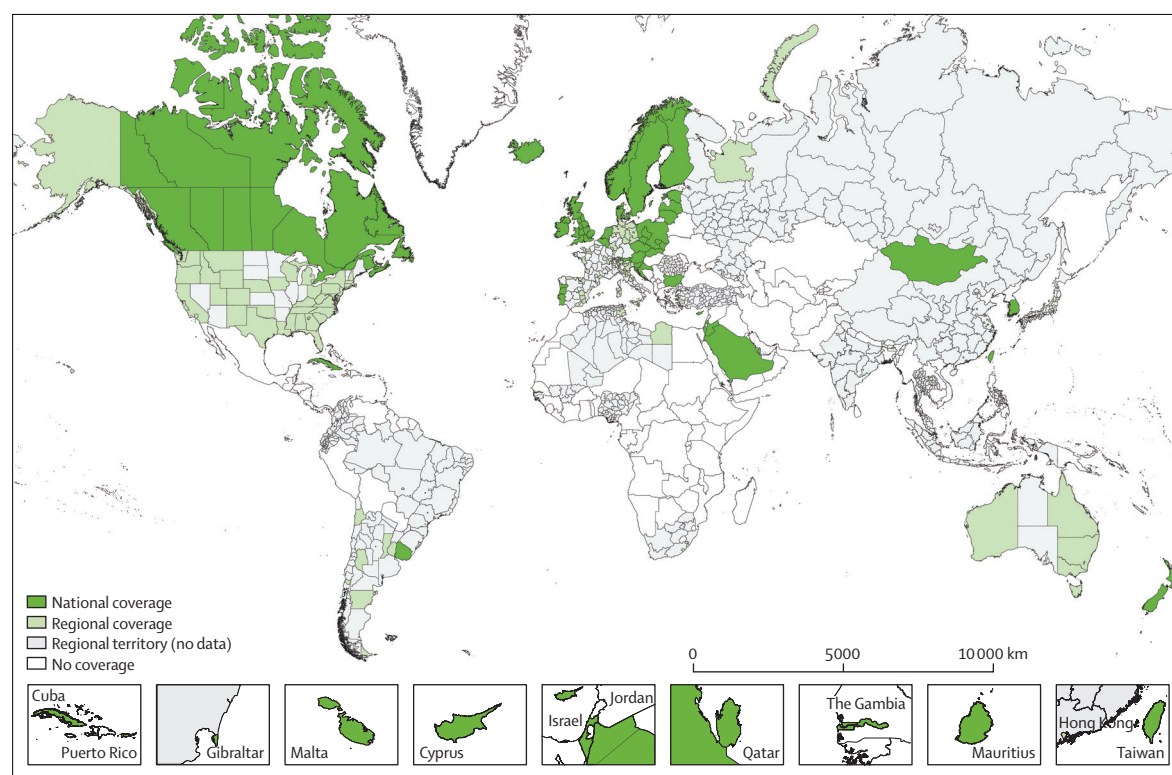 National coverage
Regional coverage
Regional territory (no data)
No coverage
0 5000 10 000 km
Cuba
Puerto Rico
Gibraltar
Malta
Cyprus
Israel
Jordan
Qatar
The Gambia
Mauritius
Hong Kong
Taiwan